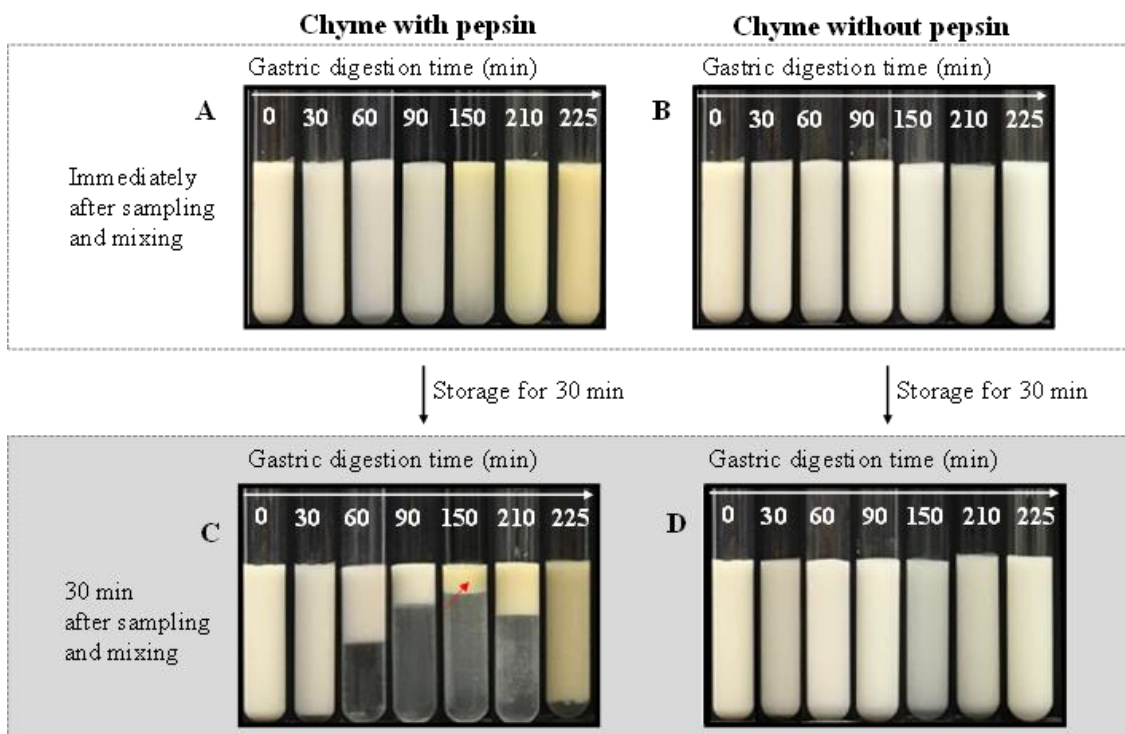 Chyme with pepsin
Chyme without pepsin
Gastric digestion time (min)
Gastric digestion time (min)
A
B
0 30 60 90 150 210 225
0 30 60 90 150 210 225
Immediately
after sampling
and mixing
Storage for 30 min
Storage for 30 min
Gastric digestion time (min)
Gastric digestion time (min)
C
D
0 30 60 90 150 210 225
0 30 60 90 150 210 225
30 min
after sampling
and mixing